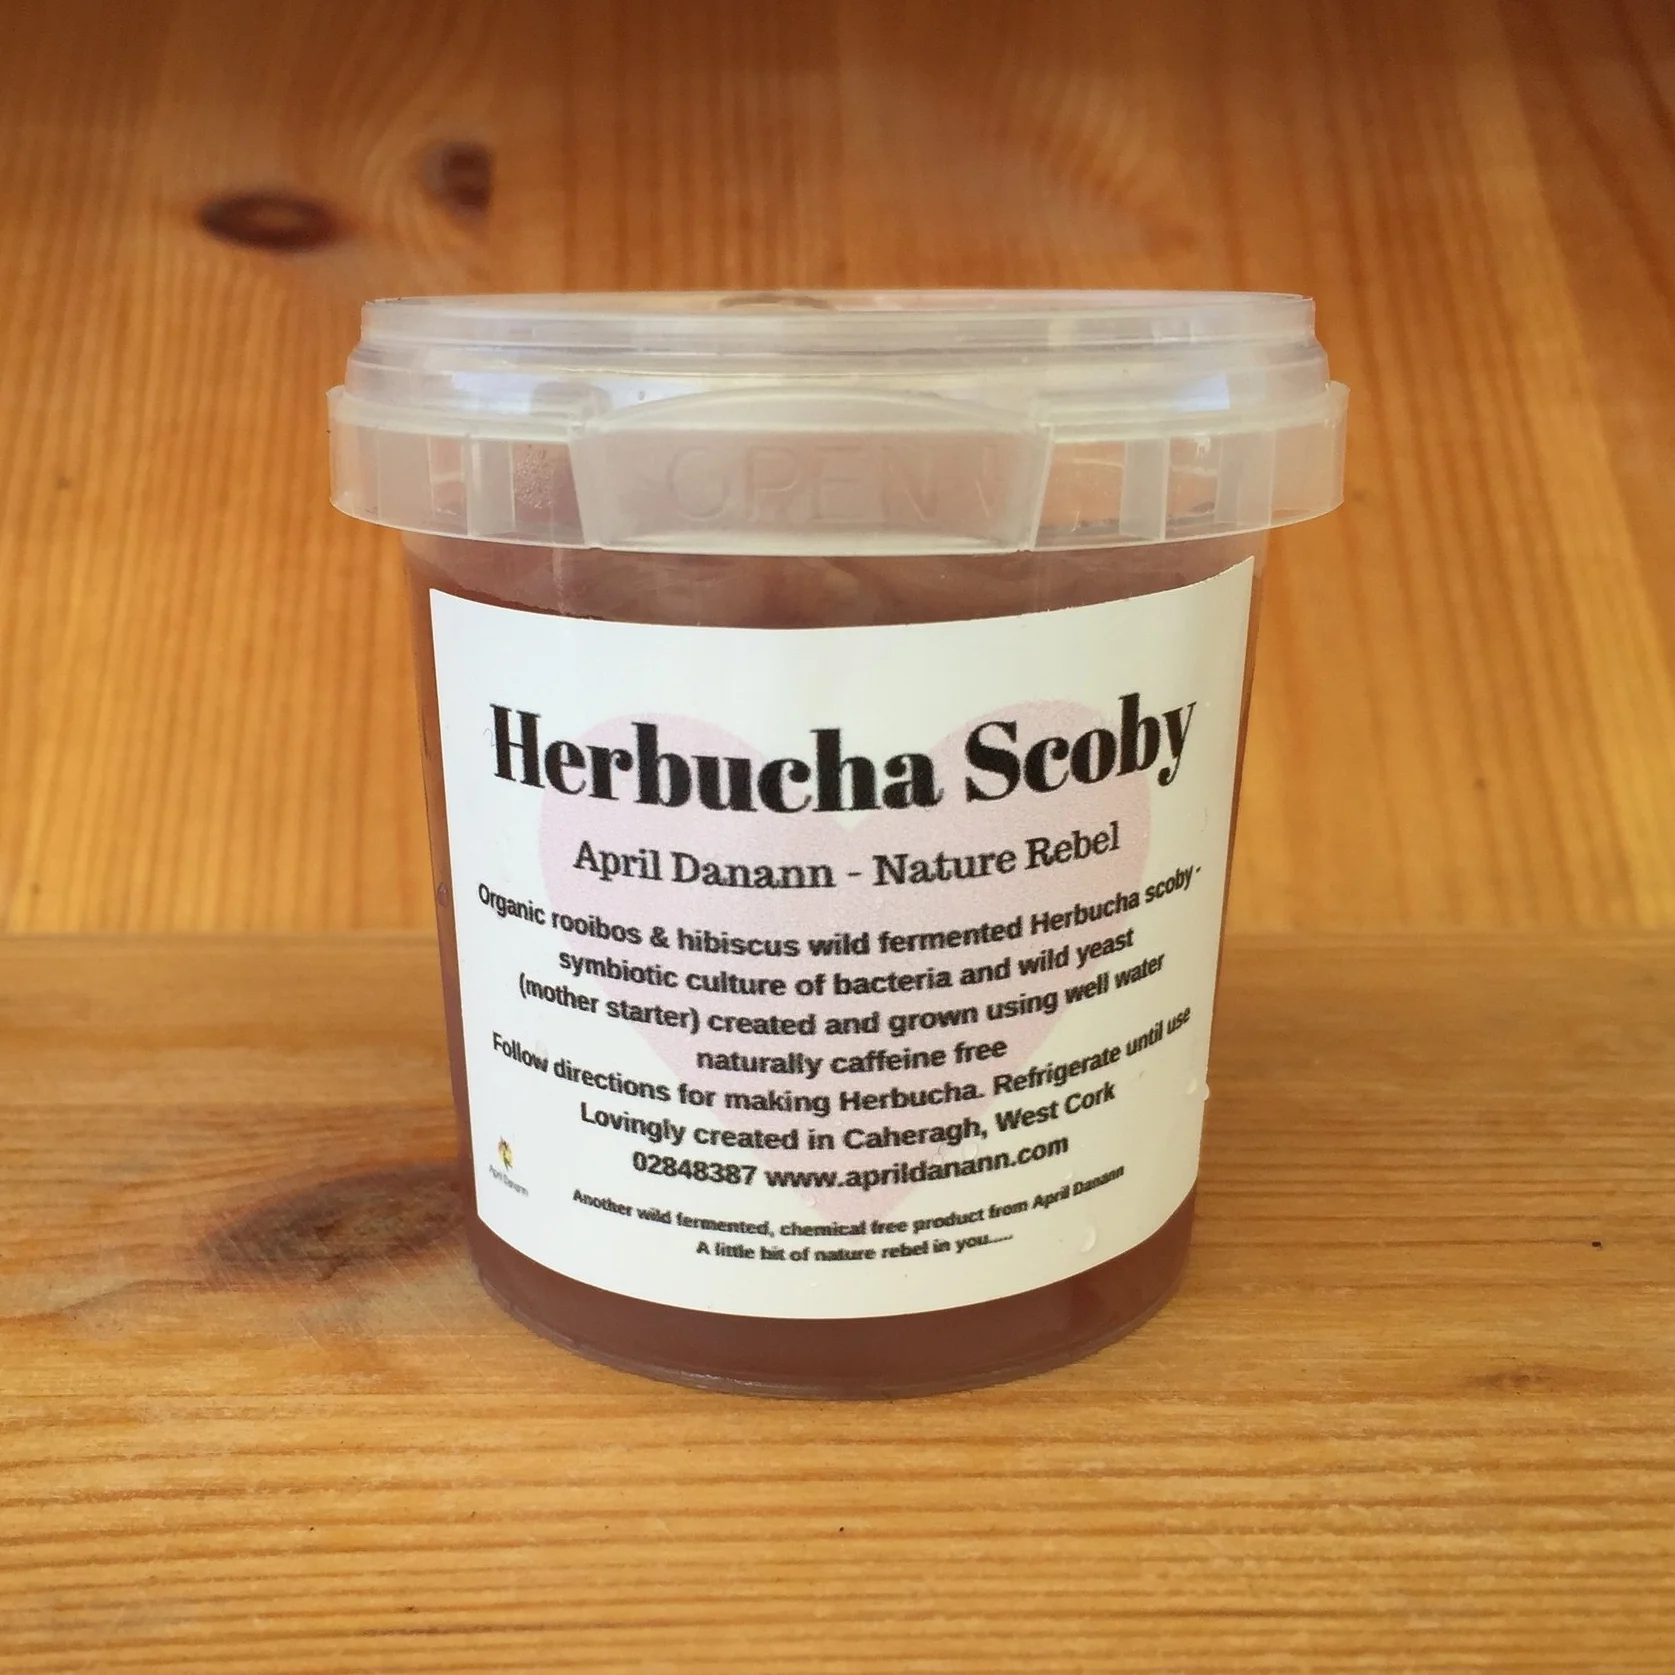 OPEN
Herbucha Scoby
April Danann - Nature Rebel
Organic rooibos & hibiscus wild fermented Herbucha scoby -
symbiotic culture of bacteria and wild yeast
(mother starter) created and grown using well water
naturally caffeine free
Follow directions for making Herbucha. Refrigerate until use
Lovingly created in Caheragh, West Cork
02848387 www.aprildanann.com
April Danann
Another wild fermented, chemical free product from April Danann
A little bit of nature rebel in you.....